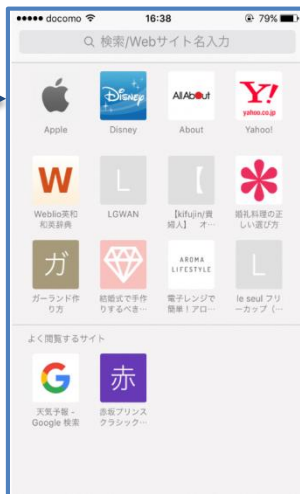 ●●●●● docomo 16:38 79%
検索/Webサイト名入力
Disney All About Y! yahoo.co.jp
Apple Disney About Yahoo!
W L 【
Weblio英和 LGWAN 【kifujin/貴 婚礼料理の正
和英辞典 婦人】 オ… しい選び方
ガ AROMA LIFESTYLE L
ガーランド作 結婚式で手作 電子レンジで le seul フリ
り方 りするべき… 簡単！アロ… ーカップ（…
よく閲覧するサイト
G 赤
天気予報 - 赤坂プリンス
Google 検索 クラシック…